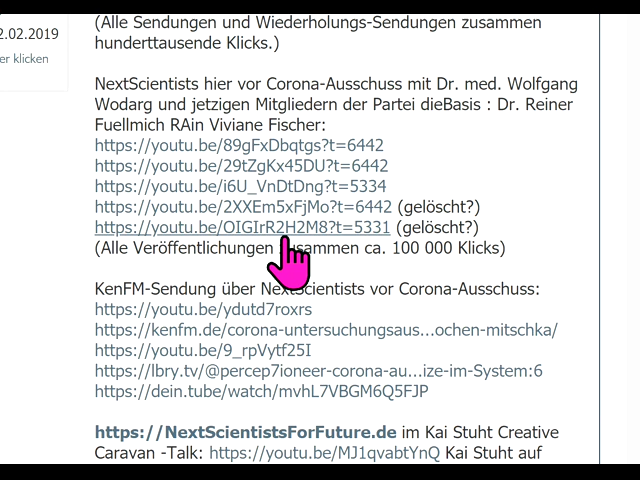 (Alle Sendungen und Wiederholungs-Sendungen zusammen
2.02.2019
hunderttausende Klicks.)
er klicken
NextScientists hier vor Corona-Ausschuss mit Dr. med. Wolfgang
Wodarg und jetzigen Mitgliedern der Partei dieBasis : Dr. Reiner
Fuellmich RAin Viviane Fischer:
https://youtu.be/89gFxDbqtgs?t=6442
https://youtu.be/29tZgKx45DU?t=6442
https://youtu.be/i6U_VnDtDng?t=5334
https://youtu.be/2XXEm5xFjMo?t=6442 (gelöscht?)
https://youtu.be/OIGIrR2H2M8?t=5331 (gelöscht?)
(Alle Veröffentlichungen zusammen ca. 100 000 Klicks)
KenFM-Sendung über NextScientists vor Corona-Ausschuss:
https://youtu.be/ydutd7roxrs
https://kenfm.de/corona-untersuchungsaus...ochen-mitschka/
https://youtu.be/9_rpVytf25I
https://lbry.tv/@percep7ioneer-corona-au...ize-im-System:6
https://dein.tube/watch/mvhL7VBGM6Q5FJP
https://NextScientistsForFuture.de im Kai Stuht Creative
Caravan -Talk: https://youtu.be/MJ1qvabtYnQ Kai Stuht auf